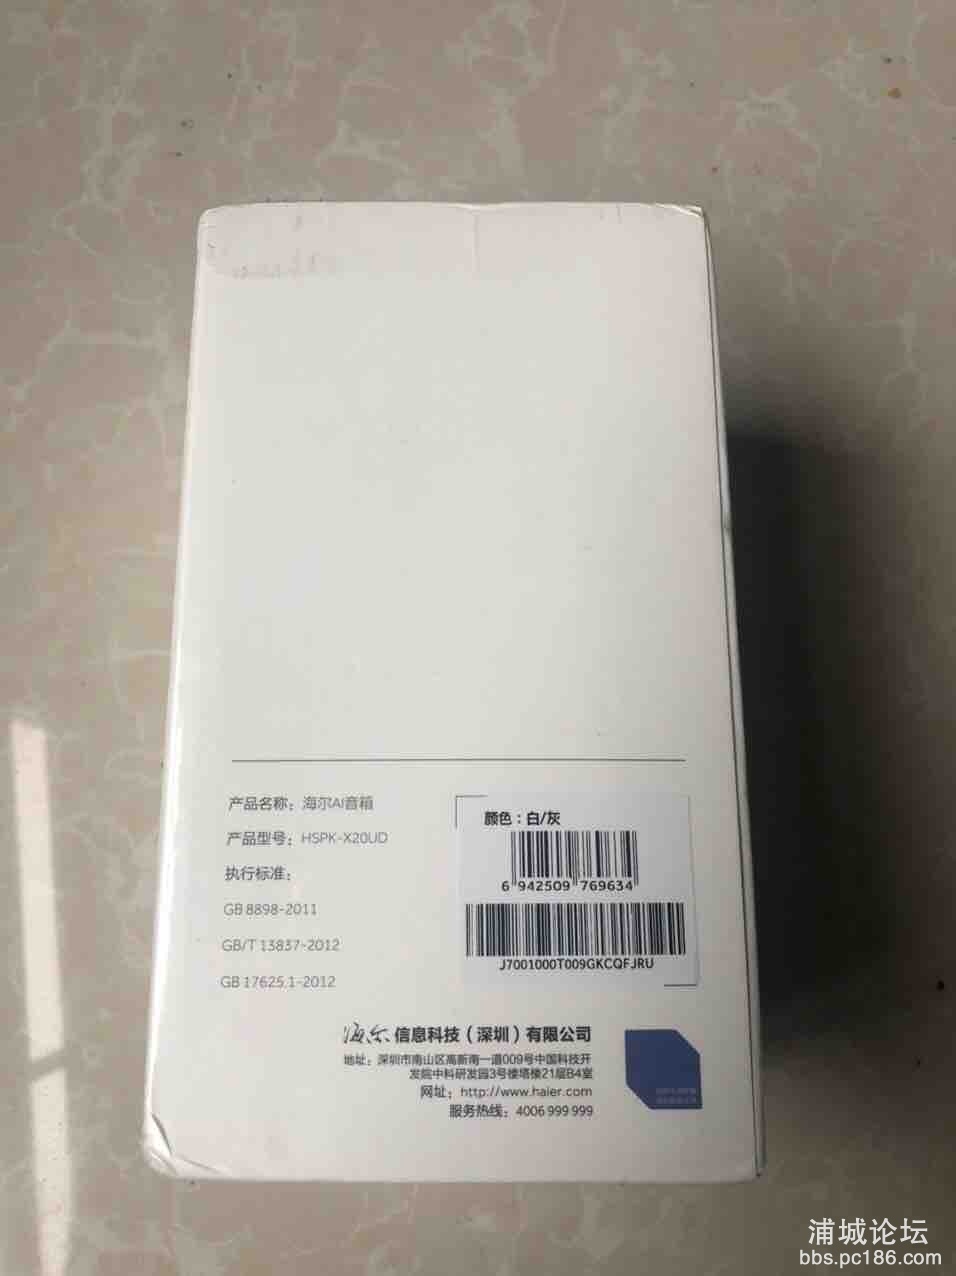 产品名称：海尔AI音箱
产品型号：HSPK-X20UD
执行标准：
GB 8898-2011
GB/T 13837-2012
GB 17625.1-2012
颜色：白/灰
6 942509 769634
J7001000T009GKCQFJRU
海尔 信息科技（深圳）有限公司
地址：深圳市南山区高新南一道009号中国科技开
发院中科研发园3号楼塔楼21层B4室
网址：http://www.haier.com
服务热线：4006 999 999
浦城论坛
bbs.pc186.com